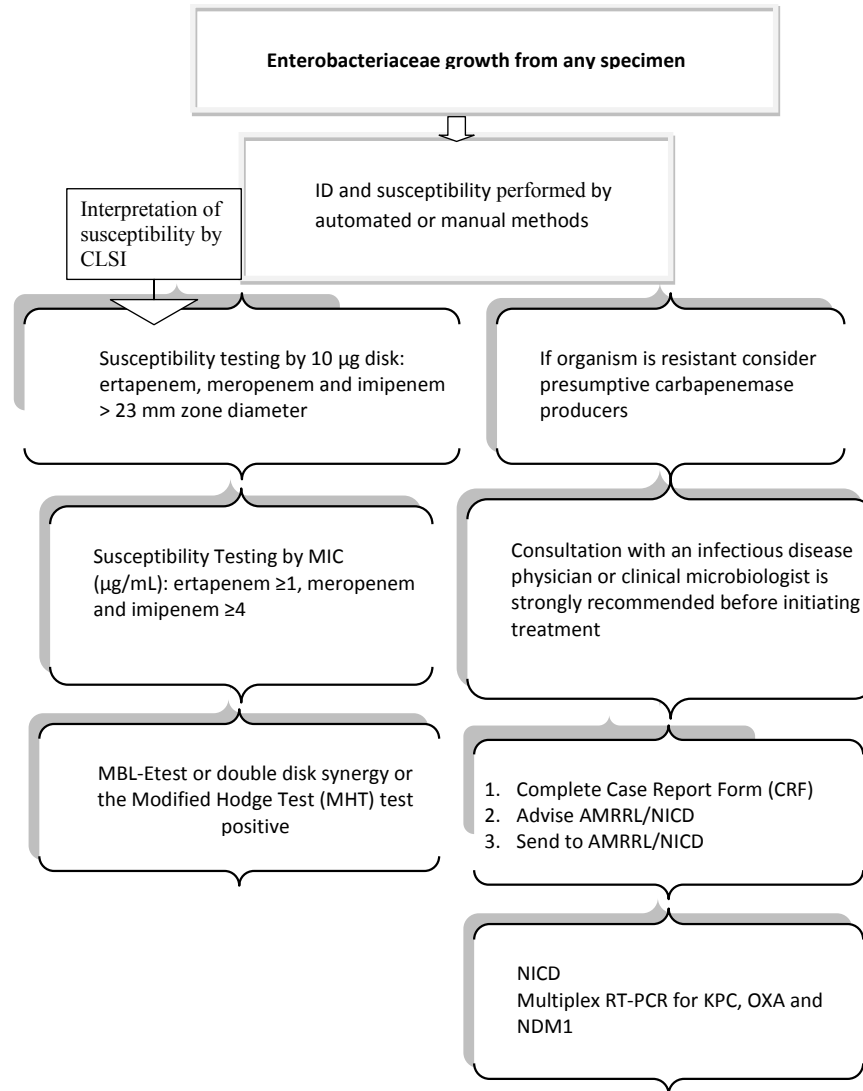 Enterobacteriaceae growth from any specimen
ID and susceptibility performed by
automated or manual methods
Interpretation of
susceptibility by
CLSI
Susceptibility testing by 10 µg disk:
ertapenem, meropenem and imipenem
> 23 mm zone diameter
If organism is resistant consider
presumptive carbapenemase
producers
Susceptibility Testing by MIC
(µg/mL): ertapenem ≥1, meropenem
and imipenem ≥4
Consultation with an infectious disease
physician or clinical microbiologist is
strongly recommended before initiating
treatment
MBL-Etest or double disk synergy or
the Modified Hodge Test (MHT) test
positive
1. Complete Case Report Form (CRF)
2. Advise AMRRL/NICD
3. Send to AMRRL/NICD
NICD
Multiplex RT-PCR for KPC, OXA and
NDM1